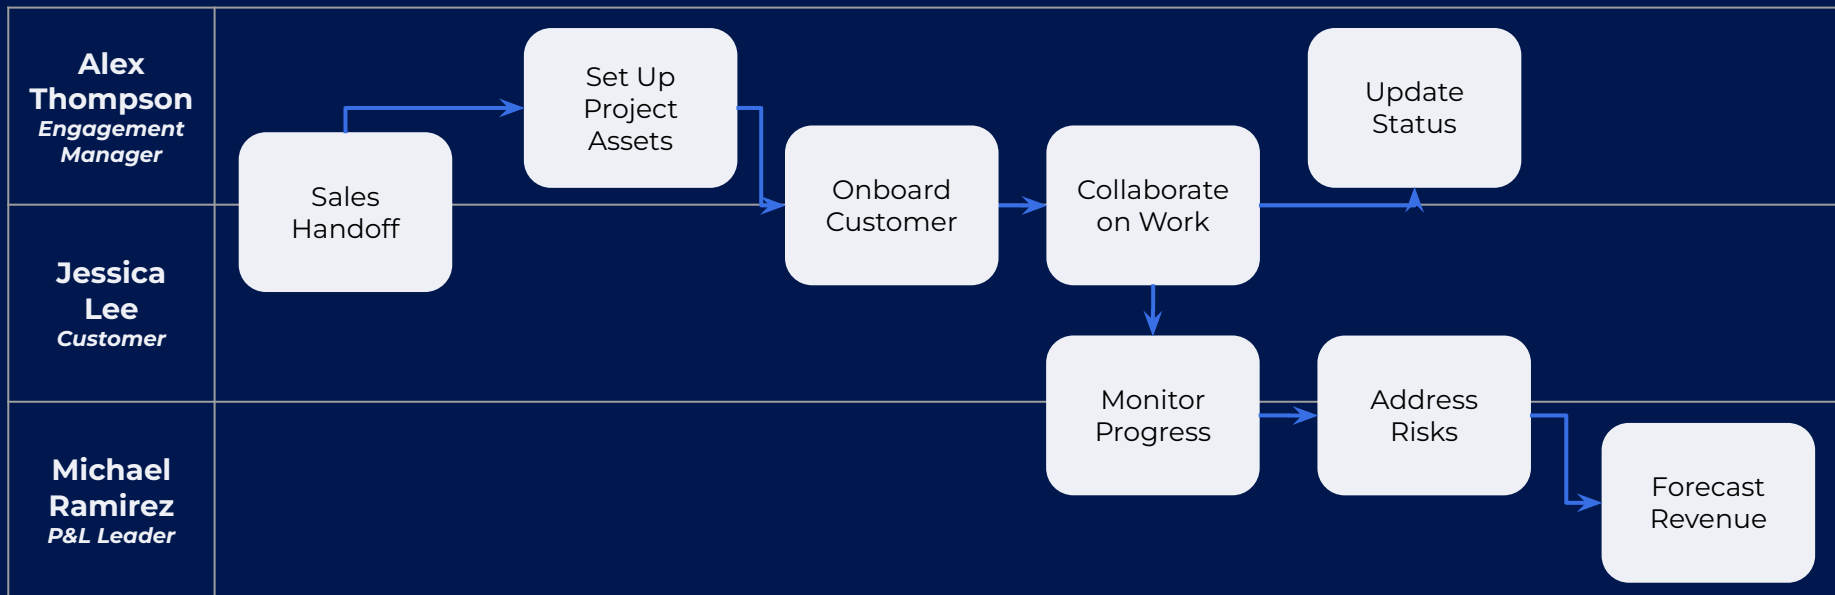 Alex
Thompson
Engagement
Manager
Set Up
Project
Assets
Update
Status
Sales
Handoff
Onboard
Customer
Collaborate
on Work
Jessica
Lee
Customer
Monitor
Progress
Address
Risks
Michael
Ramirez
P&L Leader
Forecast
Revenue